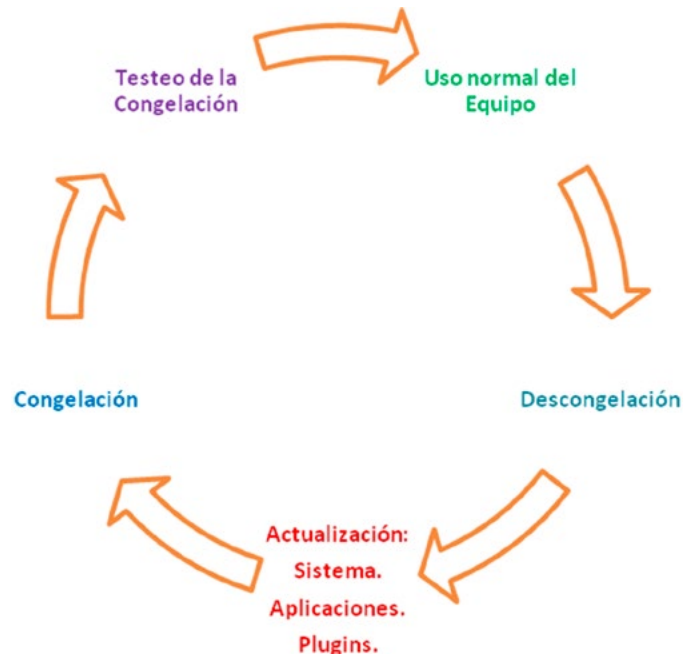 Testeo de la
Congelación
Uso normal del
Equipo
Descongelación
Actualización:
Sistema.
Aplicaciones.
Plugins.
Congelación